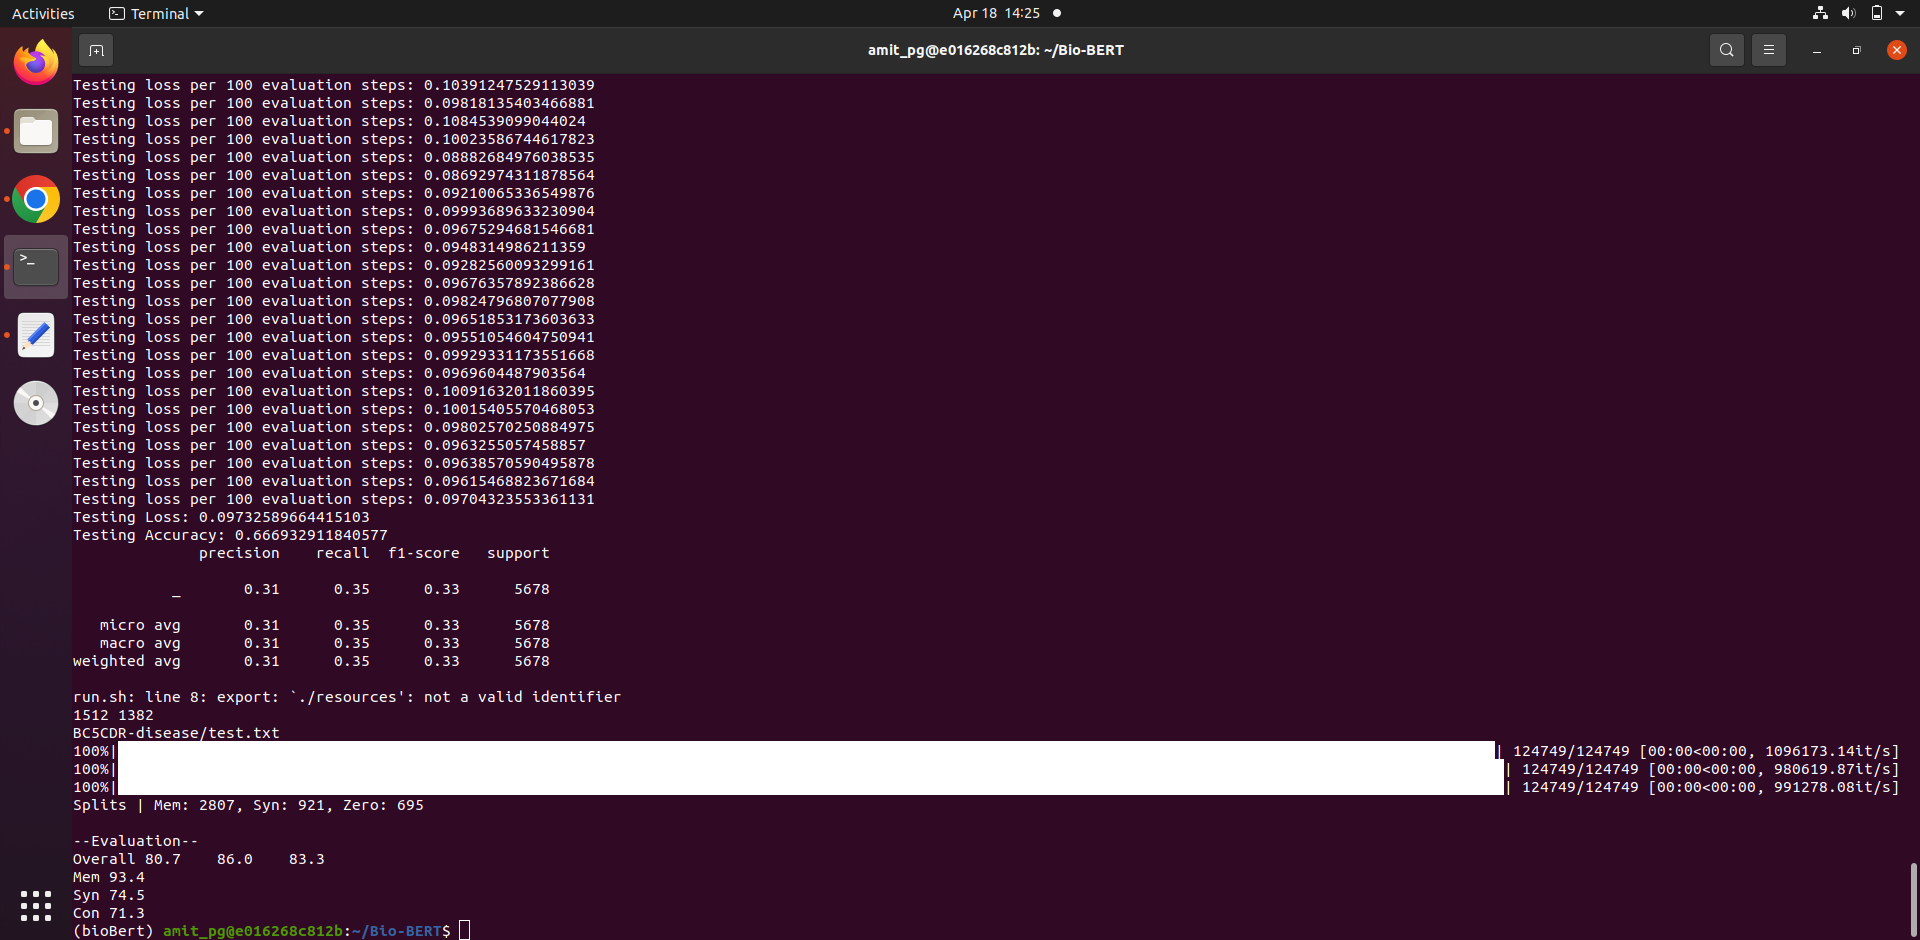 Activities Terminal Apr 18 14:25
amit_pg@e016268c812b: ~/Bio-BERT
Testing loss per 100 evaluation steps: 0.10391247529113039
Testing loss per 100 evaluation steps: 0.09818135403466881
Testing loss per 100 evaluation steps: 0.1084539099044024
Testing loss per 100 evaluation steps: 0.10023586744617823
Testing loss per 100 evaluation steps: 0.08882684976038535
Testing loss per 100 evaluation steps: 0.08692974311878564
Testing loss per 100 evaluation steps: 0.09210065336549876
Testing loss per 100 evaluation steps: 0.09993689633230904
Testing loss per 100 evaluation steps: 0.09675294681546681
Testing loss per 100 evaluation steps: 0.0948314986211359
Testing loss per 100 evaluation steps: 0.09282560093299161
Testing loss per 100 evaluation steps: 0.09676357892386628
Testing loss per 100 evaluation steps: 0.09824796807077908
Testing loss per 100 evaluation steps: 0.09651853173603633
Testing loss per 100 evaluation steps: 0.09551054604750941
Testing loss per 100 evaluation steps: 0.09929331173551668
Testing loss per 100 evaluation steps: 0.0969604487903564
Testing loss per 100 evaluation steps: 0.10091632011860395
Testing loss per 100 evaluation steps: 0.10015405570468053
Testing loss per 100 evaluation steps: 0.09802570250884975
Testing loss per 100 evaluation steps: 0.0963255057458857
Testing loss per 100 evaluation steps: 0.09638570590495878
Testing loss per 100 evaluation steps: 0.09615468823671684
Testing loss per 100 evaluation steps: 0.09704323553361131
Testing Loss: 0.09732589664415103
Testing Accuracy: 0.666932911840577
precision recall f1-score support
_ 0.31 0.35 0.33 5678
micro avg 0.31 0.35 0.33 5678
macro avg 0.31 0.35 0.33 5678
weighted avg 0.31 0.35 0.33 5678
run.sh: line 8: export: `./resources': not a valid identifier
1512 1382
BC5CDR-disease/test.txt
100%| | 124749/124749 [00:00<00:00, 1096173.14it/s]
100%| | 124749/124749 [00:00<00:00, 980619.87it/s]
100%| | 124749/124749 [00:00<00:00, 991278.08it/s]
Splits | Mem: 2807, Syn: 921, Zero: 695
--Evaluation--
Overall 80.7 86.0 83.3
Mem 93.4
Syn 74.5
Con 71.3
(bioBert) amit_pg@e016268c812b:~/Bio-BERT$